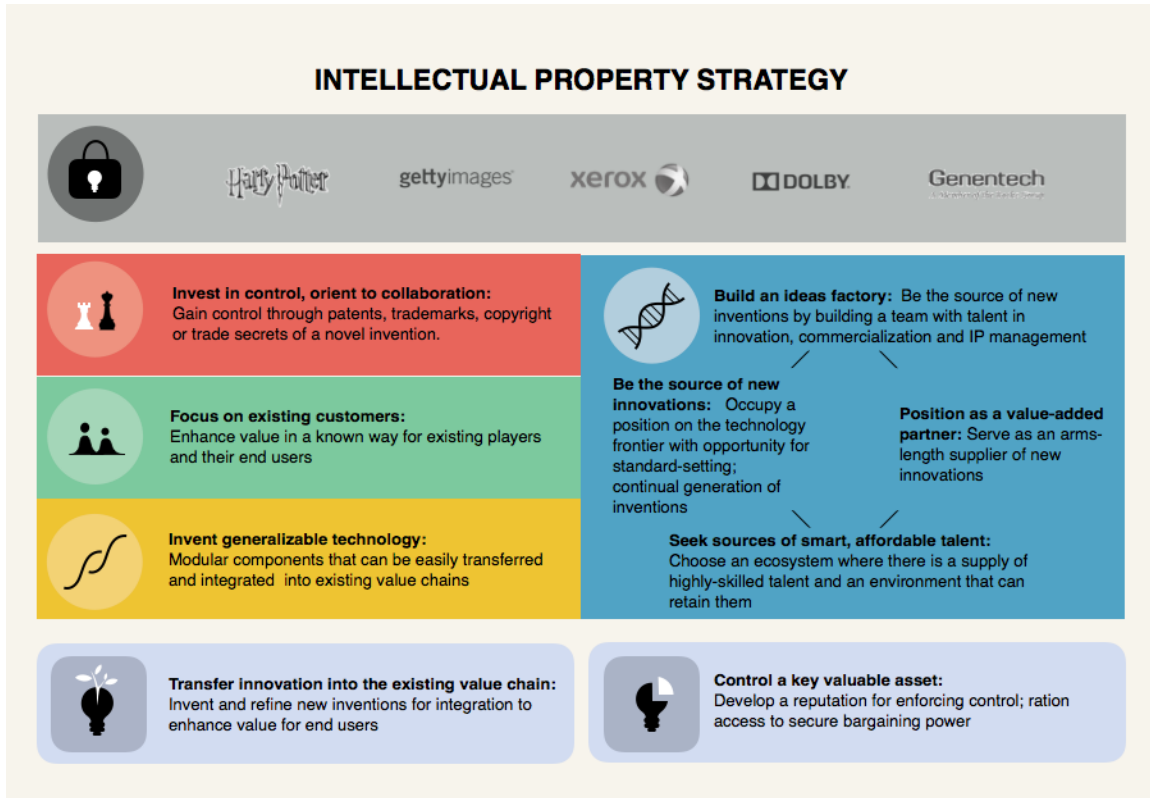 INTELLECTUAL PROPERTY STRATEGY
Harry Potter
gettyimages®
xerox
DOLBY.
Genentech
Invest in control, orient to collaboration:
Gain control through patents, trademarks, copyright
or trade secrets of a novel invention.
Focus on existing customers:
Enhance value in a known way for existing players
and their end users
Invent generalizable technology:
Modular components that can be easily transferred
and integrated into existing value chains
Build an ideas factory: Be the source of new
inventions by building a team with talent in
innovation, commercialization and IP management
Be the source of new
innovations: Occupy a
position on the technology
frontier with opportunity for
standard-setting;
continual generation of
inventions
Position as a value-added
partner: Serve as an arms-
length supplier of new
innovations
Seek sources of smart, affordable talent:
Choose an ecosystem where there is a supply of
highly-skilled talent and an environment that can
retain them
Transfer innovation into the existing value chain:
Invent and refine new inventions for integration to
enhance value for end users
Control a key valuable asset:
Develop a reputation for enforcing control; ration
access to secure bargaining power